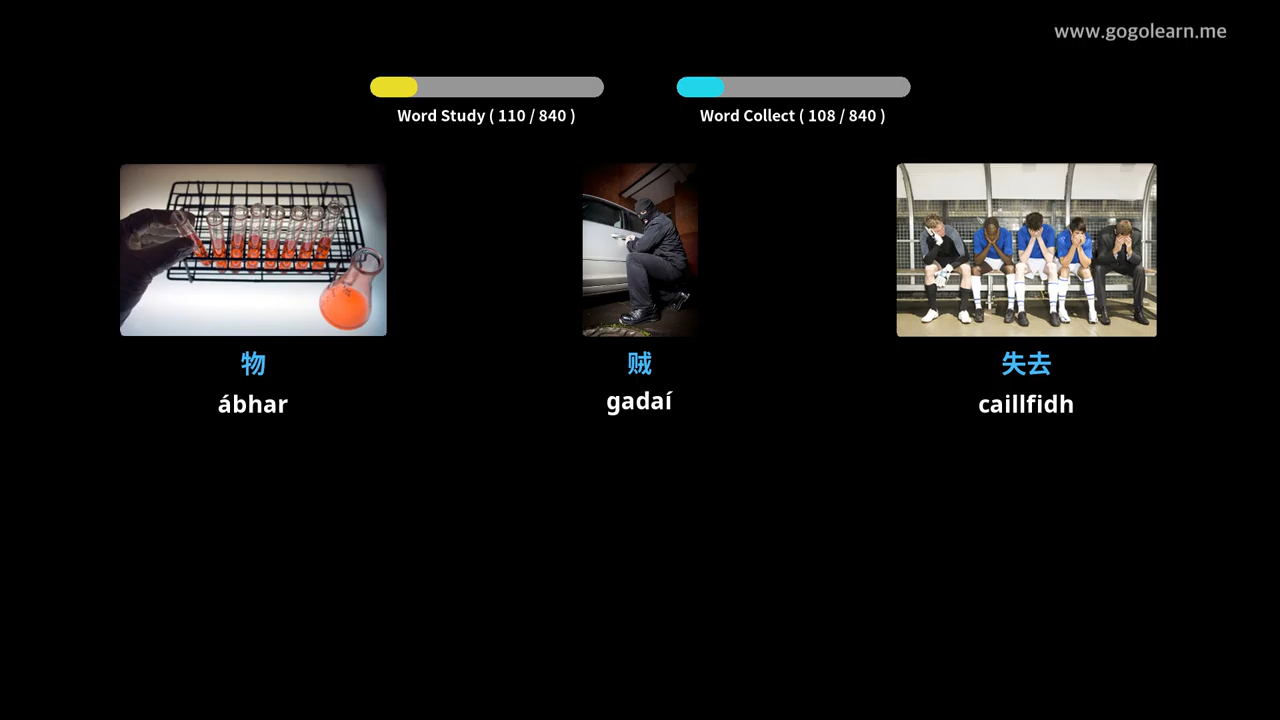 www.gogolearn.me
Word Study ( 110 / 840 )
Word Collect ( 108 / 840 )
物
贼
失去
ábhar
gadaí
caillfidh